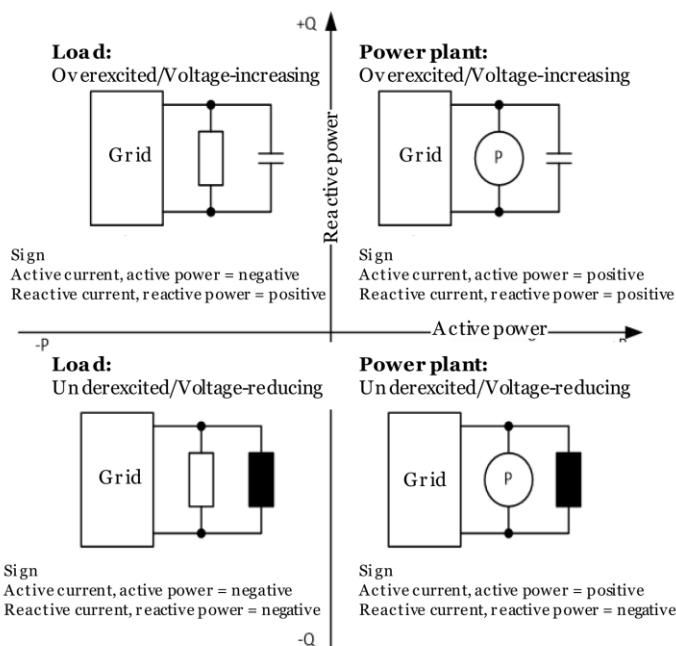 +Q
Load:
Overexcited/Voltage-increasing
Grid
Sign
Active current, active power = negative
Reactive current, reactive power = positive
Power plant:
Overexcited/Voltage-increasing
Grid
P
Sign
Active current, active power = positive
Reactive current, reactive power = positive
Reactive power
Active power
-P
Load:
Underexcited/Voltage-reducing
Grid
Sign
Active current, active power = negative
Reactive current, reactive power = negative
Power plant:
Underexcited/Voltage-reducing
Grid
P
Sign
Active current, active power = positive
Reactive current, reactive power = negative
-Q